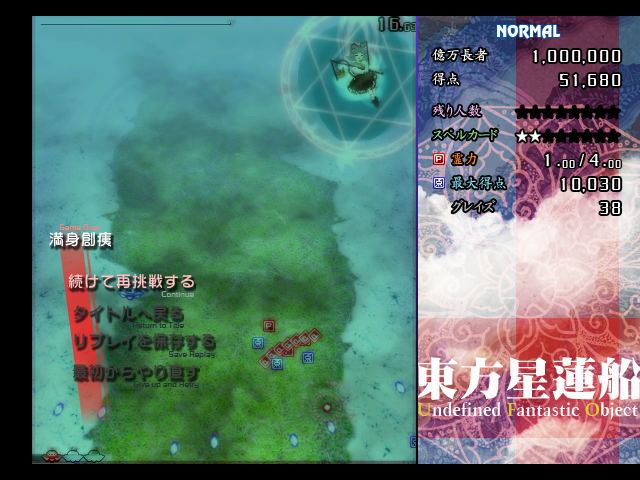 16.63
Game Over
満身創痍
続けて再挑戦する
Continue
タイトルへ戻る
Return to Title
リプレイを保存する
Save Replay
最初からやり直す
Give up and Retry
NORMAL
億万長者 1,000,000
得点 51,680
残り人数
スペルカード
P 霊力 1.00/4.00
点 最大得点 10,030
グレイズ 38
東方星蓮船
Undefined Fantastic Object